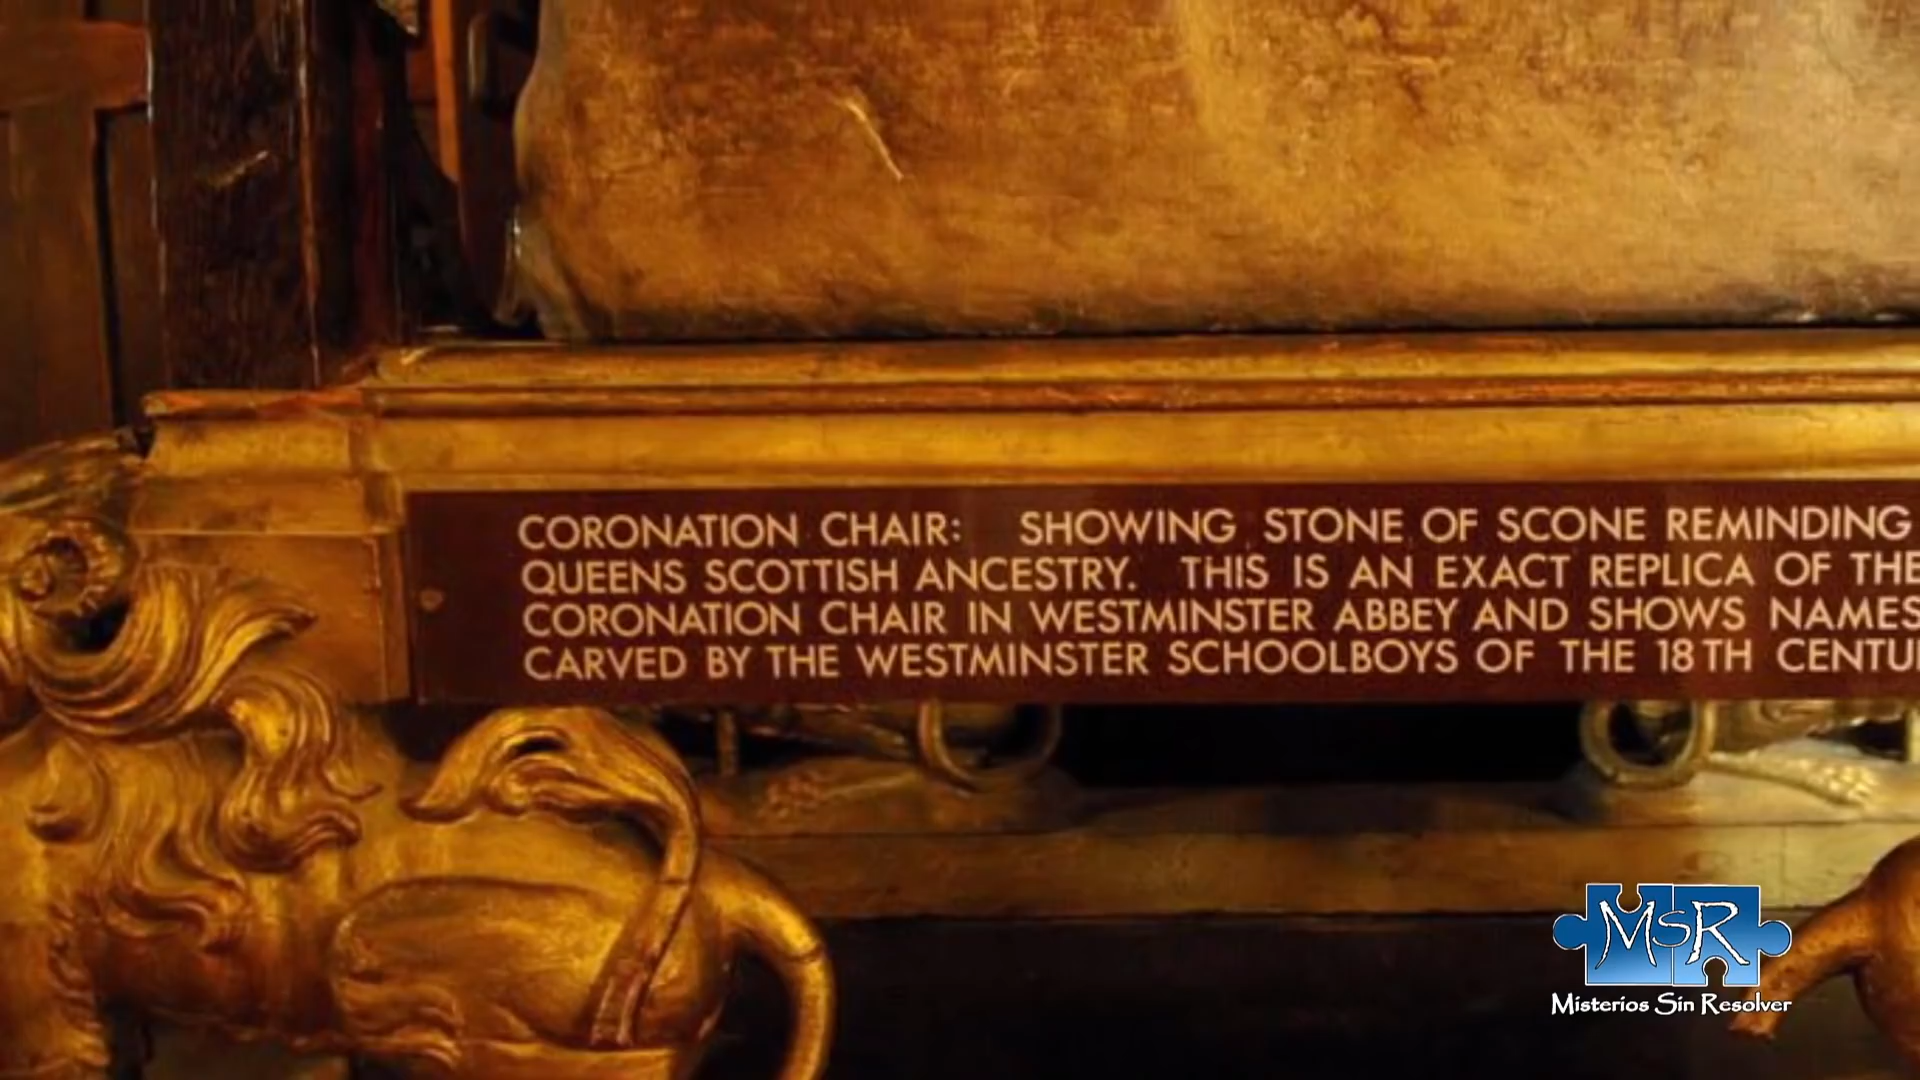 CORONATION CHAIR: SHOWING STONE OF SCONE REMINDING
QUEENS SCOTTISH ANCESTRY. THIS IS AN EXACT REPLICA OF THE
CORONATION CHAIR IN WESTMINSTER ABBEY AND SHOWS NAMES
CARVED BY THE WESTMINSTER SCHOOLBOYS OF THE 18TH
MSR
Misterios Sin Resolver